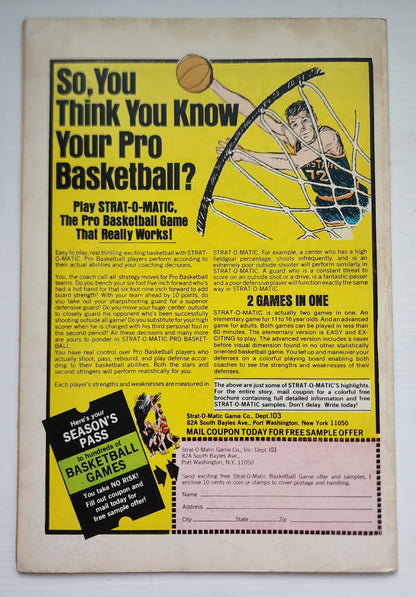 So, You
Think You Know
Your Pro
Basketball?
Play STRAT-O-MATIC,
The Pro Basketball Game
That Really Works!
12
Easy to play, real thrilling exciting basketball with STRAT-
O-MATIC. Pro Basketball players perform according to
their actual abilities and your coaching decisions.
You, the coach call all strategy moves for Pro Basketball
teams. Do you bench your six foot five inch forward who's
had a hot hand for that six foot nine inch forward to add
board strength? With your team ahead by 10 points, do
you take out your sharpshooting guard for a superior
defensive guard? Do you move your huge center outside
to closely guard his opponent who's been successfully
shooting outside all game? Do you substitute for your high
scorer when he is charged with his third personal foul in
the second period? All these decisions and many more
are yours to ponder in STRAT-O-MATIC PRO BASKET-
BALL.
You have real control over Pro Basketball players who
actually shoot, pass, rebound, and play defense accor-
ding to their basketball abilities. Both the stars and
second stringers will perform realistically for you.
Each player's strengths and weaknesses are measured in
STRAT-O-MATIC. For example, a center who has a high
fieldgoal percentage, shoots infrequently, and is an
extremely poor outside shooter will perform similarly in
STRAT-O-MATIC. A guard who is a constant threat to
score on an outside shot or a drive, is a fantastic passer
and a poor defensive player will function exactly the same
way in STRAT-O-MATIC.
2 GAMES IN ONE
STRAT-O-MATIC is actually two games in one. An
elementary game for 11 to 16 year olds. And an advanced
game for adults. Both games can be played in less than
60 minutes. The elementary version is EASY and EX-
CITING to play. The advanced version includes a never
before visual dimension found in no other statistically
oriented basketball game. You set up and maneuver your
defenses on a colorful playing board enabling both
coaches to see the strengths and weaknesses of their
defenses.
The above are just some of STRAT-O-MATIC'S highlights.
For the entire story, mail coupon for a colorful free
brochure containing full detailed information and free
STRAT-O-MATIC samples. Don't delay. Write today!
Strat-O-Matic Game Co., Dept. 103
82A South Bayles Ave., Port Washington, New York 11050
MAIL COUPON TODAY FOR FREE SAMPLE OFFER
Here's your
SEASON'S
PASS
to hundreds of
BASKETBALL
GAMES
You take NO RISK!
Fill out coupon and
mail today for
free sample offer!
Strat-O-Matic Game Co., Inc. Dept. 103
82A South Bayles Ave.,
Port Washington, N.Y. 11050
Send exciting free Strat-O-Matic Basketball Game offer and samples, I
enclose 10 cents in coin or stamps to cover postage and handling.
Name
Address
City State Zip